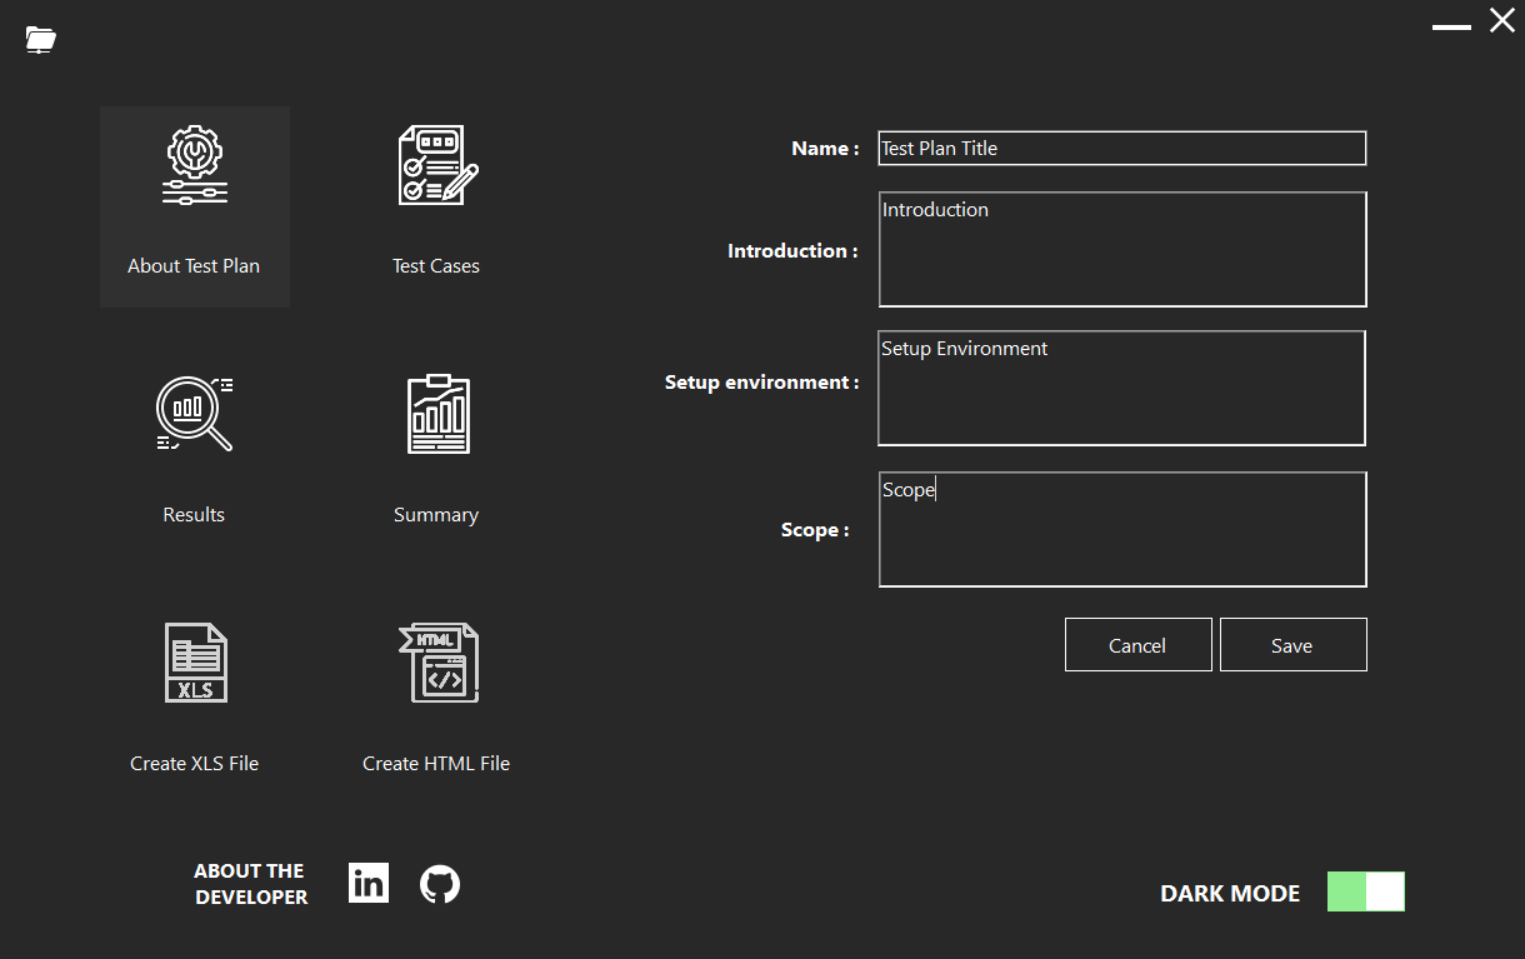 About Test Plan
Test Cases
Results
Summary
XLS
Create XLS File
HTML
</>
Create HTML File
Name :
Test Plan Title
Introduction :
Introduction
Setup environment :
Setup Environment
Scope :
Scope
Cancel
Save
ABOUT THE
DEVELOPER
in
DARK MODE